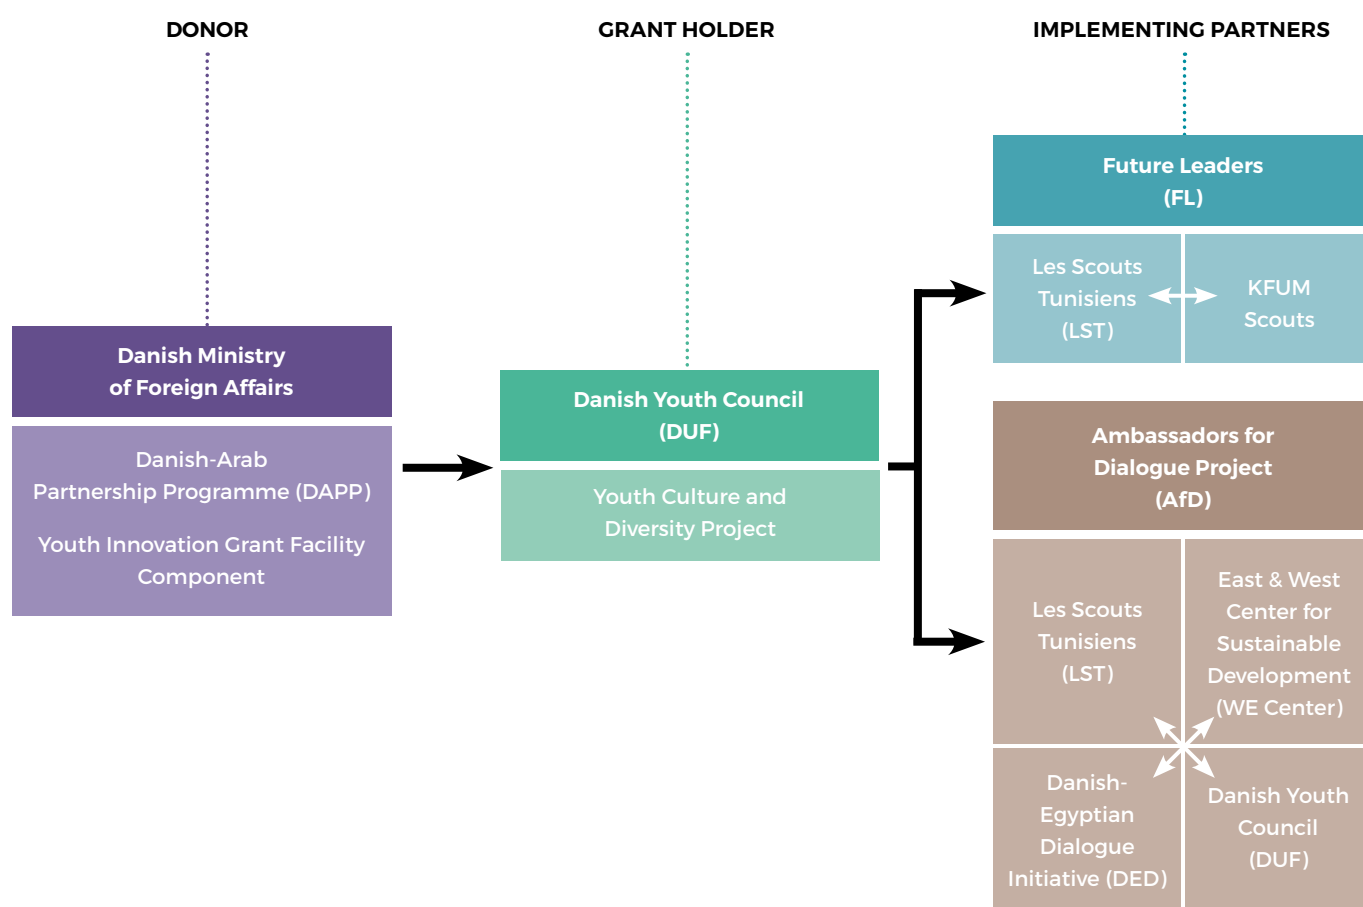 DONOR
GRANT HOLDER
IMPLEMENTING PARTNERS
Danish Ministry
of Foreign Affairs
Danish-Arab
Partnership Programme (DAPP)
Youth Innovation Grant Facility
Component
Danish Youth Council
(DUF)
Youth Culture and
Diversity Project
Future Leaders
(FL)
Les Scouts
Tunisiens
(LST)
KFUM
Scouts
Ambassadors for
Dialogue Project
(AfD)
Les Scouts
Tunisiens
(LST)
East & West
Center for
Sustainable
Development
(WE Center)
Danish-
Egyptian
Dialogue
Initiative (DED)
Danish Youth
Council
(DUF)